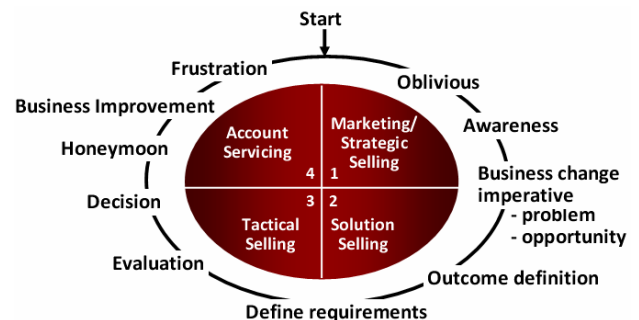 Start
Oblivious
Awareness
Business change
imperative
- problem
- opportunity
Outcome definition
Define requirements
Evaluation
Decision
Honeymoon
Business Improvement
Frustration
Marketing/
Strategic
Selling
1
2
Solution
Selling
3
Tactical
Selling
Account
Servicing
4